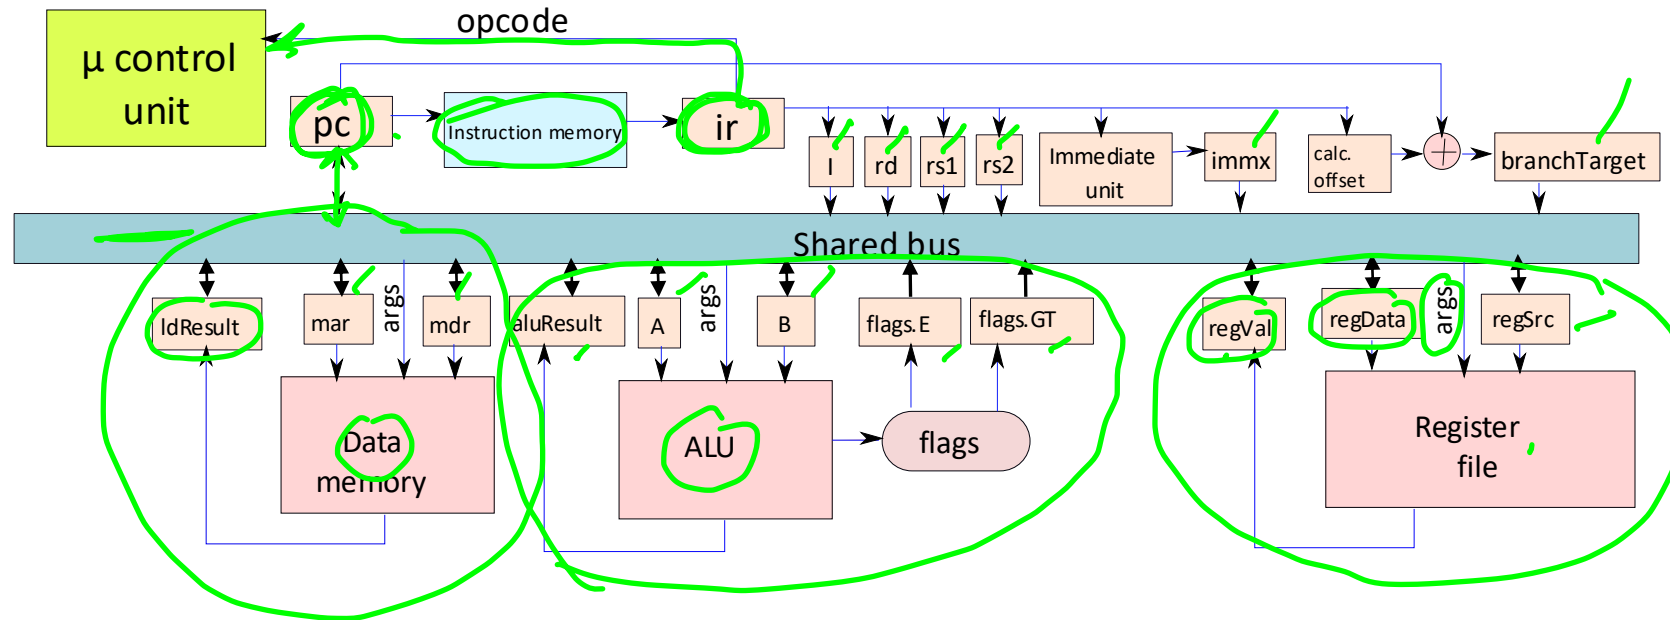 opcode
μ control
unit
pc
Instruction memory
ir
I
rd
rs1
rs2
Immediate
unit
immx
calc.
offset
branchTarget
Shared bus
ldResult
mar
args
mdr
aluResult
A
args
B
flags.E
flags.GT
regVal
regData
args
regSrc
Data
memory
ALU
flags
Register
file